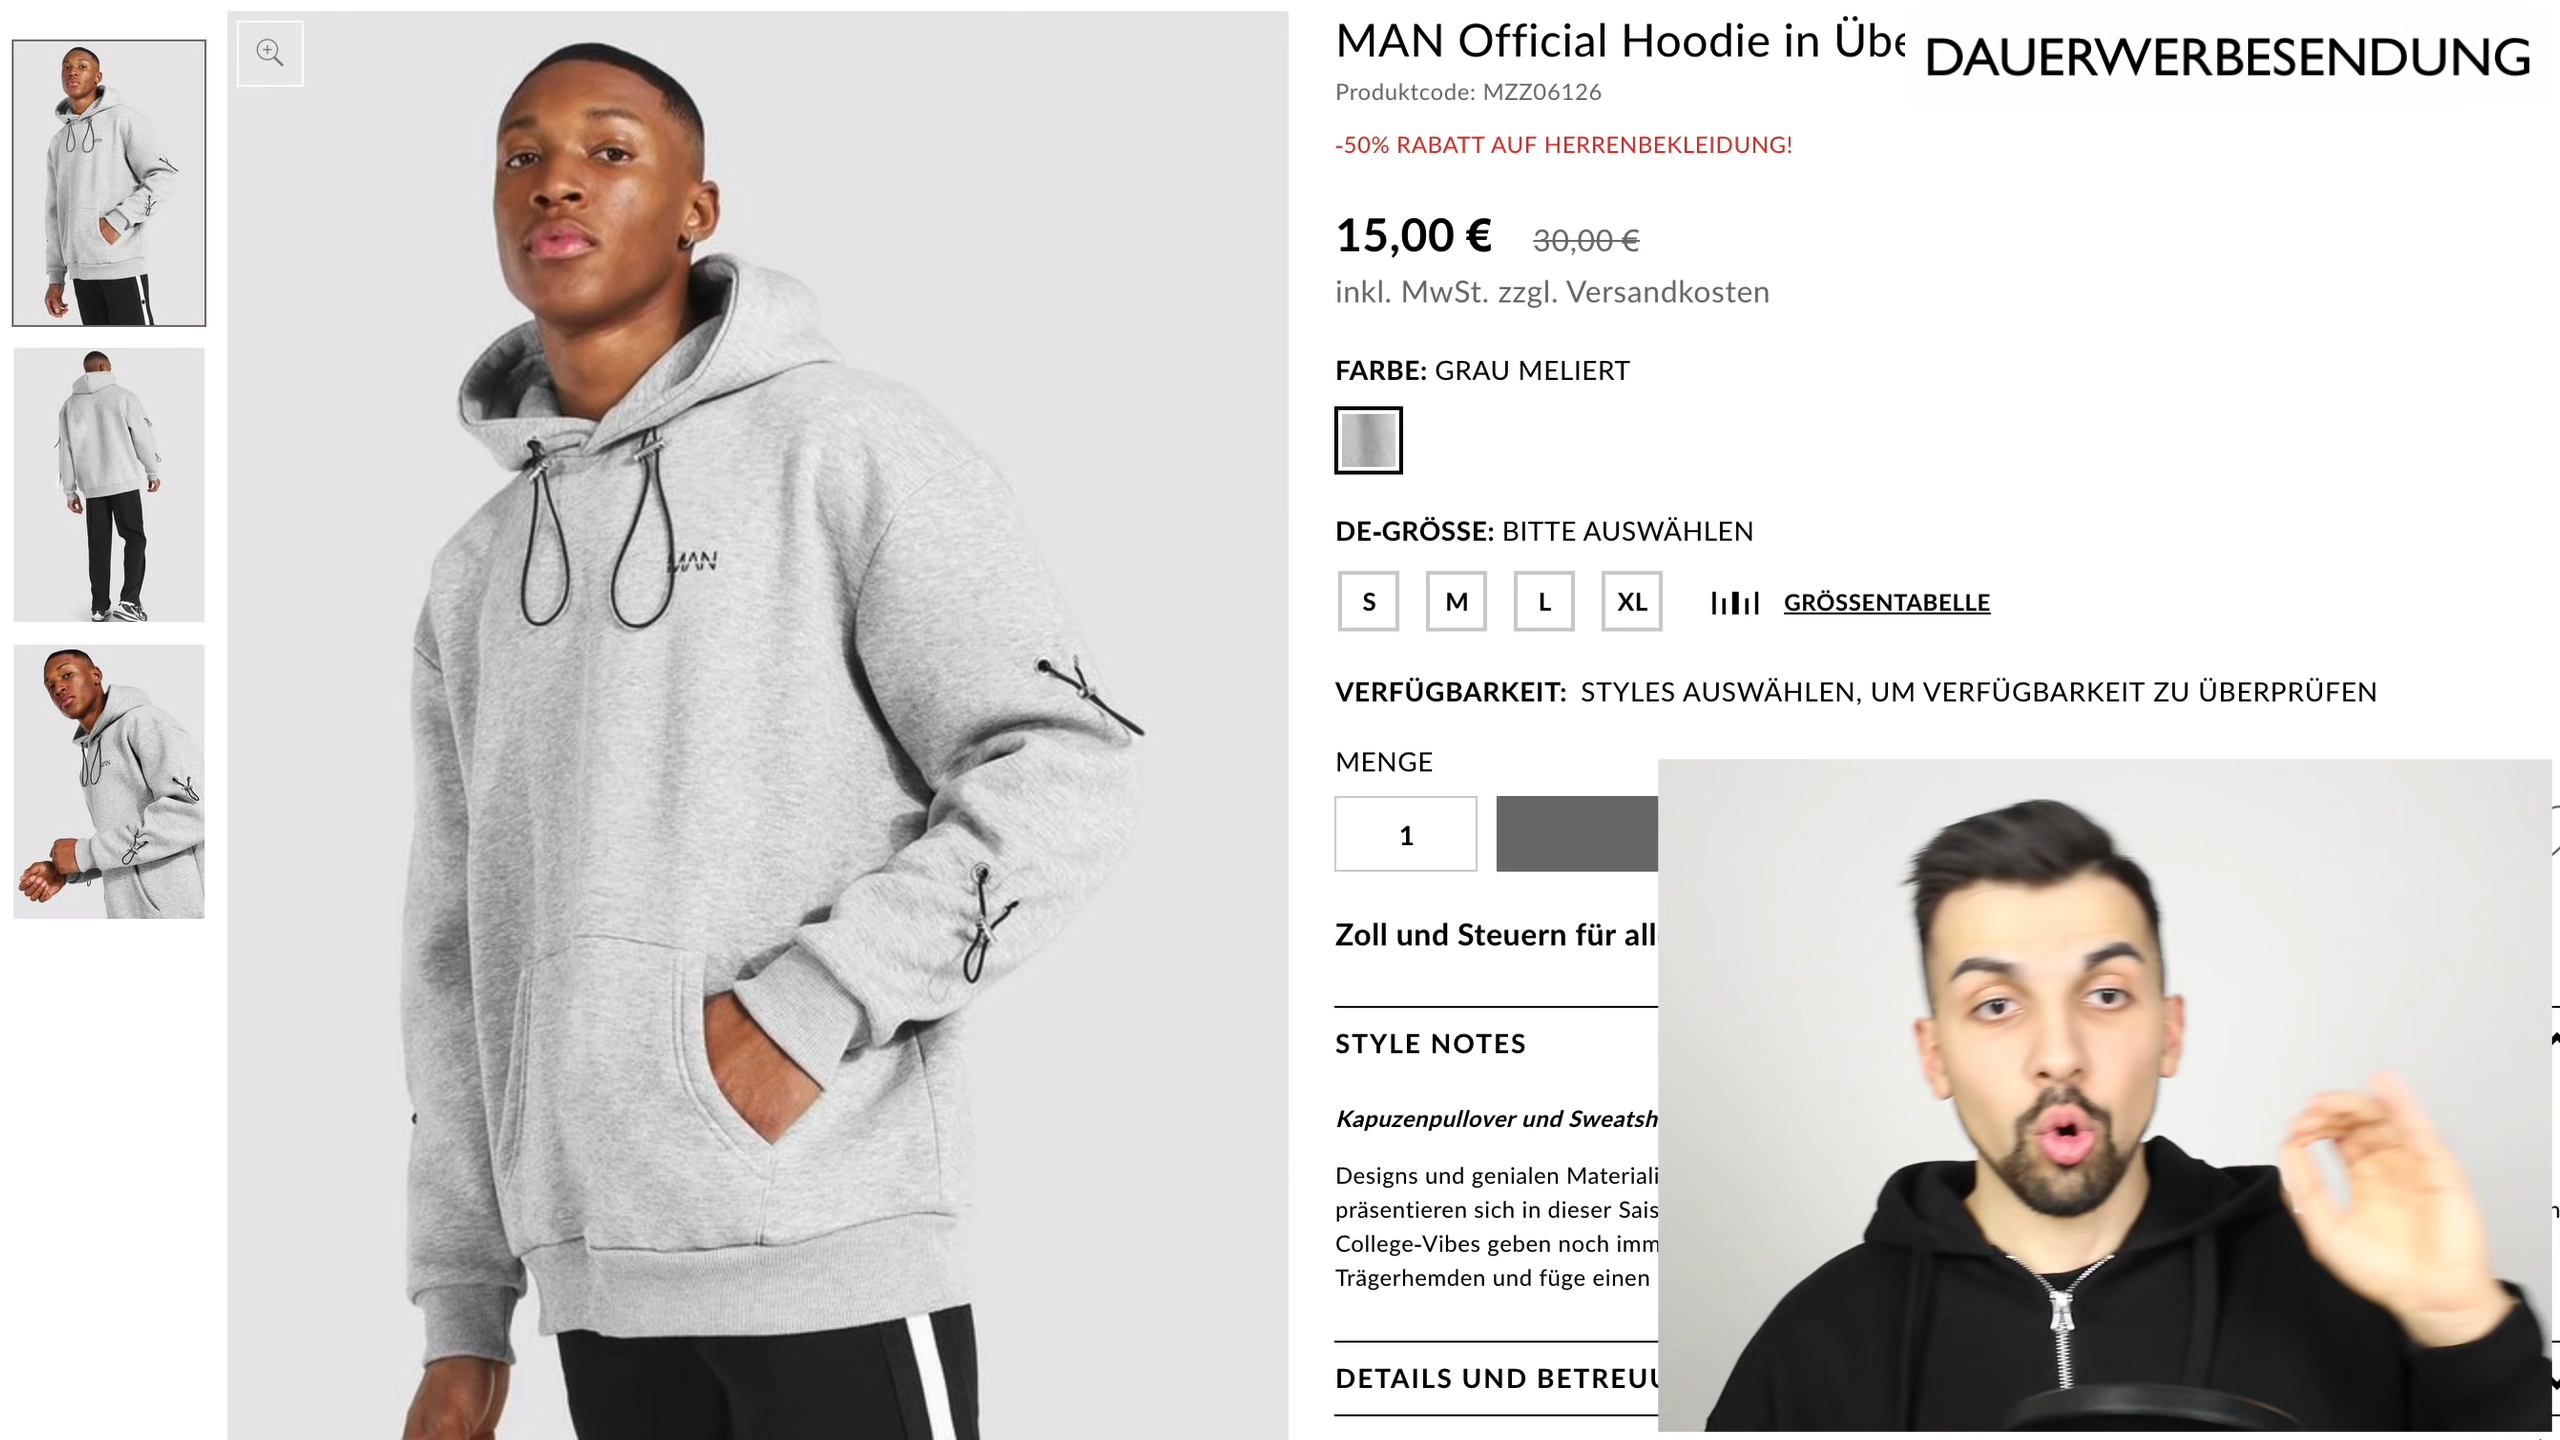 MAN Official Hoodie in Übe
DAUERWERBESENDUNG
Produktcode: MZZ06126
-50% RABATT AUF HERRENBEKLEIDUNG!
15,00 € 30,00 €
inkl. MwSt. zzgl. Versandkosten
FARBE: GRAU MELIERT
DE-GRÖSSE: BITTE AUSWÄHLEN
S M L XL GRÖSSENTABELLE
VERFÜGBARKEIT: STYLES AUSWÄHLEN, UM VERFÜGBARKEIT ZU ÜBERPRÜFEN
MENGE
1
Zoll und Steuern für all
STYLE NOTES
Kapuzenpullover und Sweatsh
Designs und genialen Materiali
präsentieren sich in dieser Sais
College-Vibes geben noch imm
Trägerhemden und füge einen
DETAILS UND BETREU
MAN